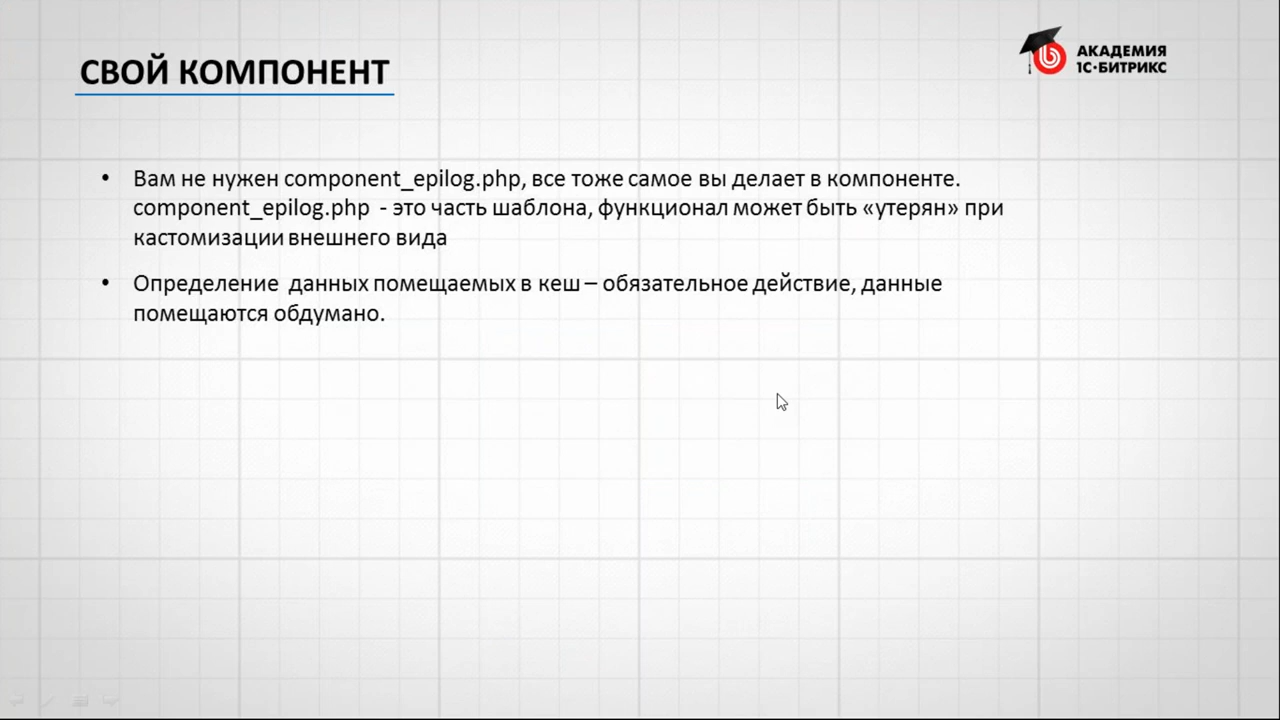 СВОЙ КОМПОНЕНТ
АКАДЕМИЯ
1С·БИТРИКС
• Вам не нужен component_epilog.php, все тоже самое вы делает в компоненте.
component_epilog.php - это часть шаблона, функционал может быть «утерян» при
кастомизации внешнего вида
• Определение данных помещаемых в кеш – обязательное действие, данные
помещаются обдумано.